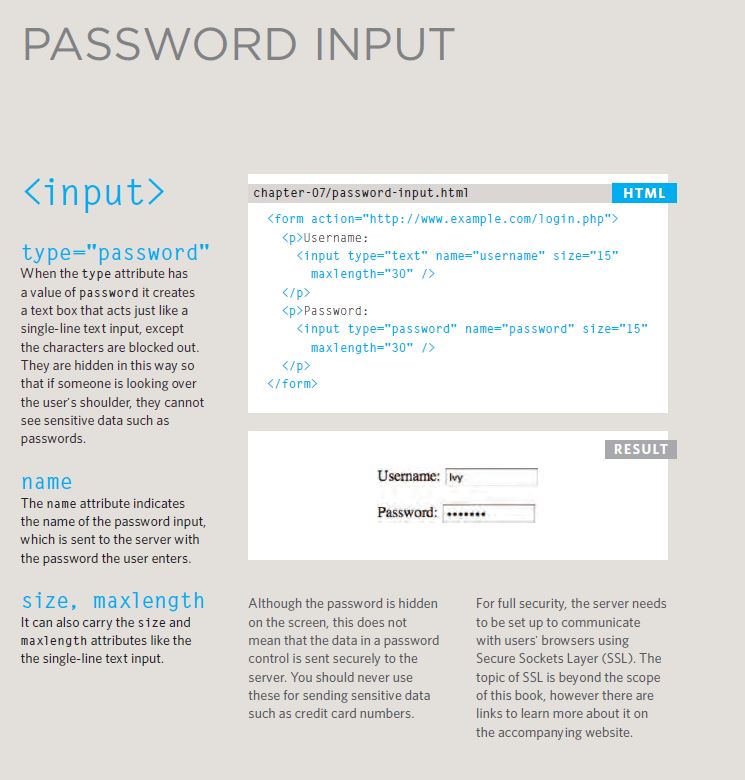 PASSWORD INPUT
<input>
type="password"
When the type attribute has
a value of password it creates
a text box that acts just like a
single-line text input, except
the characters are blocked out.
They are hidden in this way so
that if someone is looking over
the user's shoulder, they cannot
see sensitive data such as
passwords.
name
The name attribute indicates
the name of the password input,
which is sent to the server with
the password the user enters.
size, maxlength
It can also carry the size and
maxlength attributes like the
the single-line text input.
chapter-07/password-input.html
HTML
<form action="http://www.example.com/login.php">
<p>Username:
<input type="text" name="username" size="15"
maxlength="30" />
</p>
<p>Password:
<input type="password" name="password" size="15"
maxlength="30" />
</p>
</form>
RESULT
Username: Ivy
Password: •••••••
Although the password is hidden
on the screen, this does not
mean that the data in a password
control is sent securely to the
server. You should never use
these for sending sensitive data
such as credit card numbers.
For full security, the server needs
to be set up to communicate
with users' browsers using
Secure Sockets Layer (SSL). The
topic of SSL is beyond the scope
of this book, however there are
links to learn more about it on
the accompanying website.